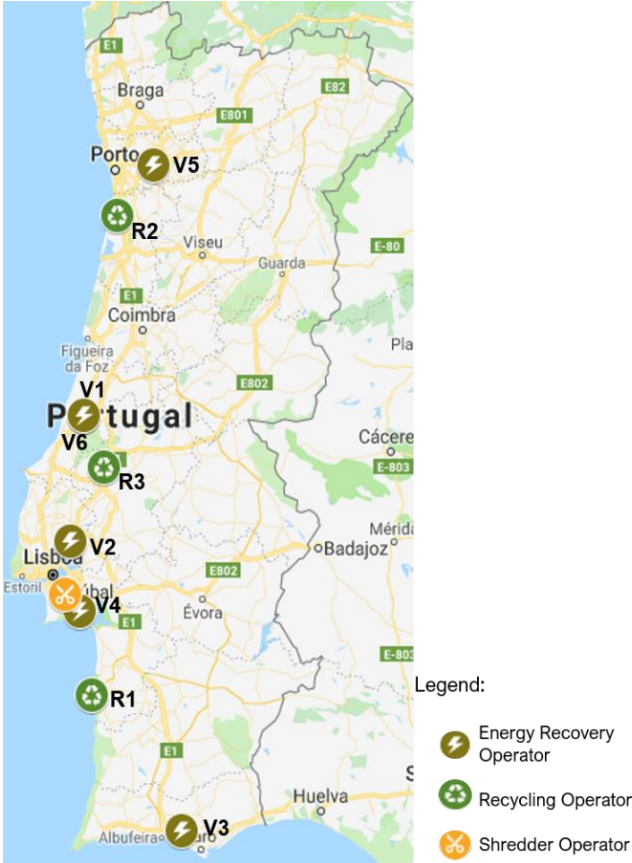 E1
Braga
E82
E801
Porto
V5
R2
Viseu
E-80
Guarda
E1
Coimbra
Pla
Figueira
da Foz
E802
V1
Portugal
V6
Cácere
R3
E-803
V2
Mérida
Lisboa
Badajoz
E802
Estoril
úbal
V4
Évora
E1
E-803
Legend:
R1
Energy Recovery
Operator
E1
S
Huelva
Recycling Operator
V3
Albufeira
aro
Shredder Operator